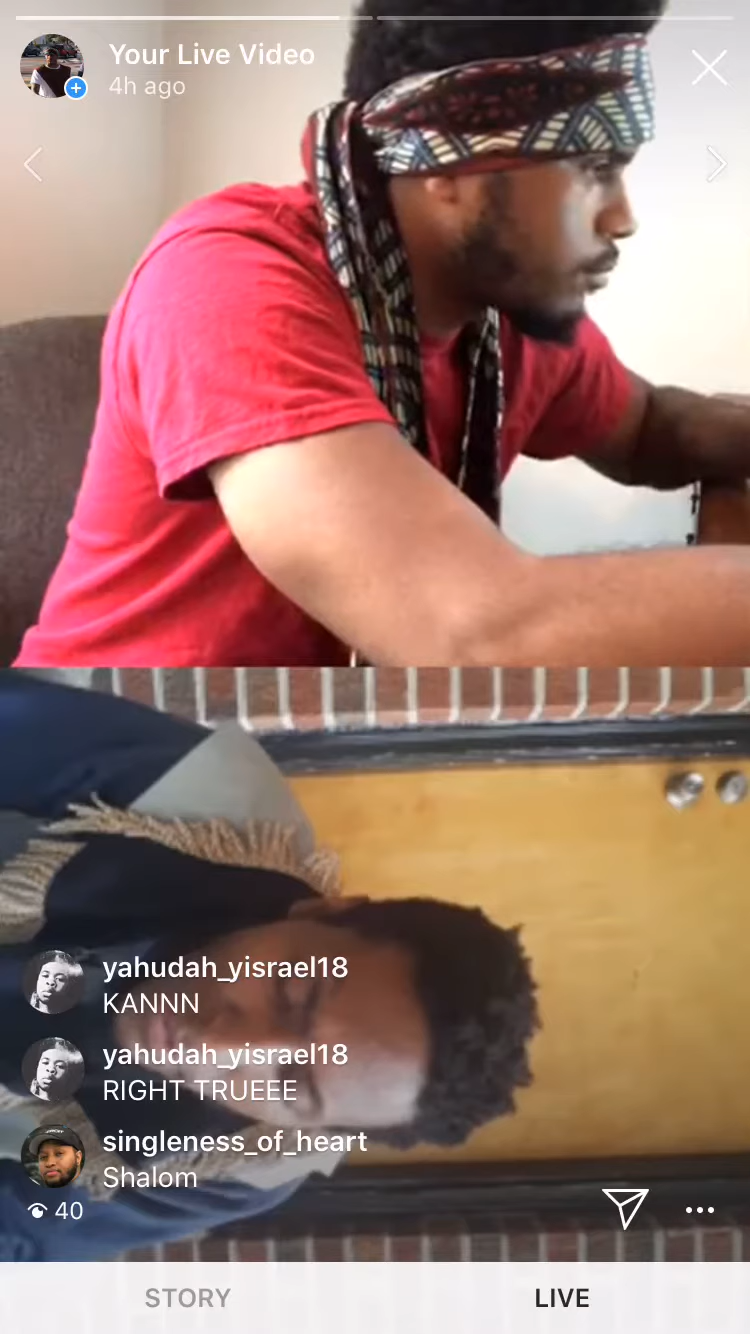 Your Live Video
4h ago
yahudah_yisrael18
KANNN
yahudah_yisrael18
RIGHT TRUEEE
singleness_of_heart
Shalom
40
STORY
LIVE